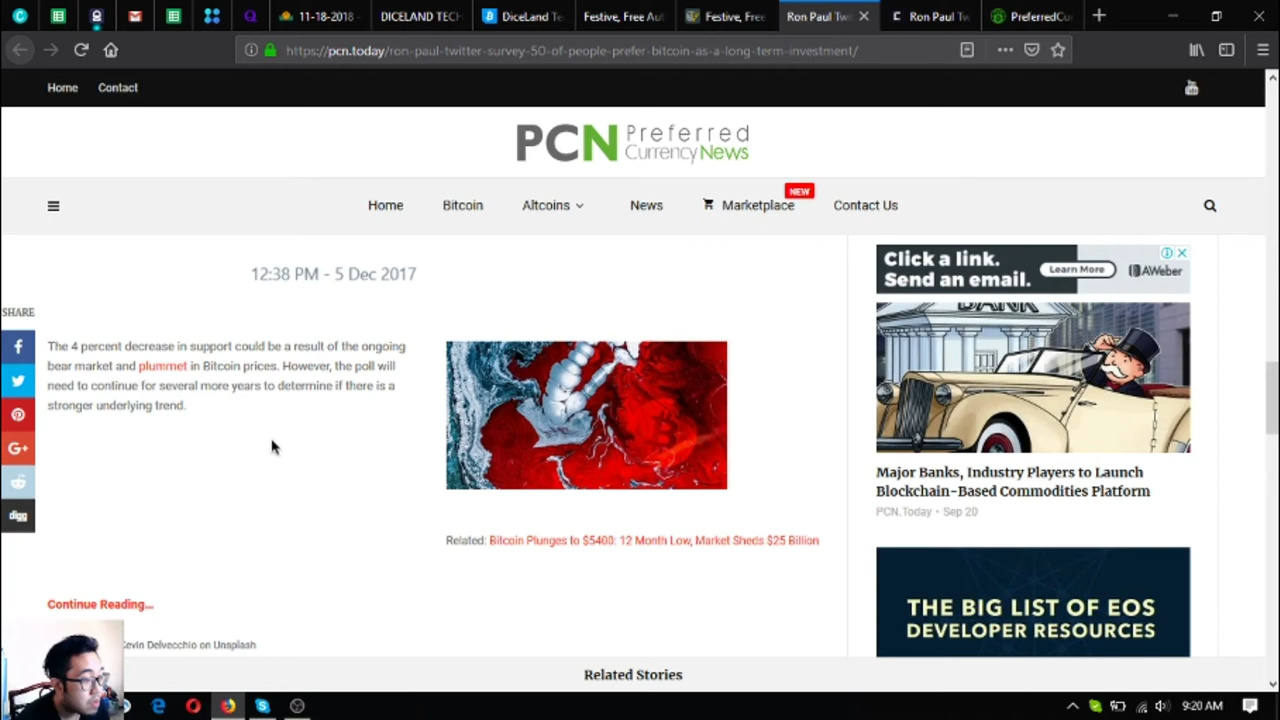 11-18-2018 -
DICELAND TECH
DiceLand Te
Festive, Free Au
Festive, Free
Ron Paul Tw
Ron Paul Tw
PreferredCu
https://pcn.today/ron-paul-twitter-survey-50-of-people-prefer-bitcoin-as-a-long-term-investment/
Home
Contact
PCN Preferred
CurrencyNews
NEW
Home
Bitcoin
Altcoins
News
Marketplace
Contact Us
12:38 PM - 5 Dec 2017
SHARE
The 4 percent decrease in support could be a result of the ongoing
bear market and plummet in Bitcoin prices. However, the poll will
need to continue for several more years to determine if there is a
stronger underlying trend.
digg
Related: Bitcoin Plunges to $5400: 12 Month Low, Market Sheds $25 Billion
Continue Reading...
Kevin Delvecchio on Unsplash
Click a link.
Send an email.
Learn More
AWeber
BANK
Major Banks, Industry Players to Launch
Blockchain-Based Commodities Platform
PCN.Today - Sep 20
THE BIG LIST OF EOS
DEVELOPER RESOURCES
Related Stories
9:20 AM